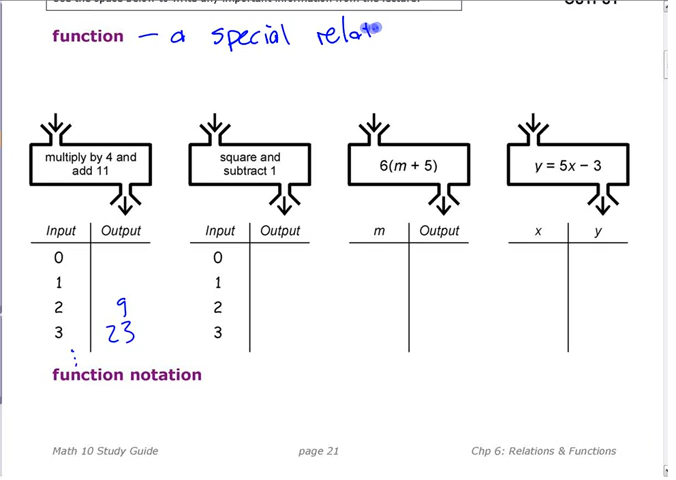 function – a special relat
multiply by 4 and
add 11
square and
subtract 1
6(m + 5)
y = 5x – 3
Input Output Input Output m Output x y
0 0
1 1
2 9 2
3 23 3
⋮
function notation
Math 10 Study Guide page 21 Chp 6: Relations & Functions